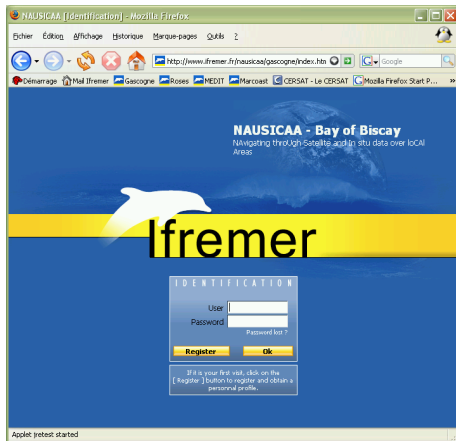 NAUSICAA [Identification] - Mozilla Firefox
Fichier Édition Affichage Historique Marque-pages Outils ?
http://www.ifremer.fr/nausicaa/gascogne/index.htm Google
Démarrage Mail Ifremer Gascogne Roses MEDIT Marcoast CERSAT - Le CERSAT Mozilla Firefox Start P... »
NAUSICAA - Bay of Biscay
NAvigating throUgh Satellite and In situ data over loCAl
Areas
Ifremer
IDENTIFICATION
User
Password
Password lost ?
Register Ok
If it is your first visit, click on the
[ Register ] button to register and obtain a
personnal profile.
Applet jretest started